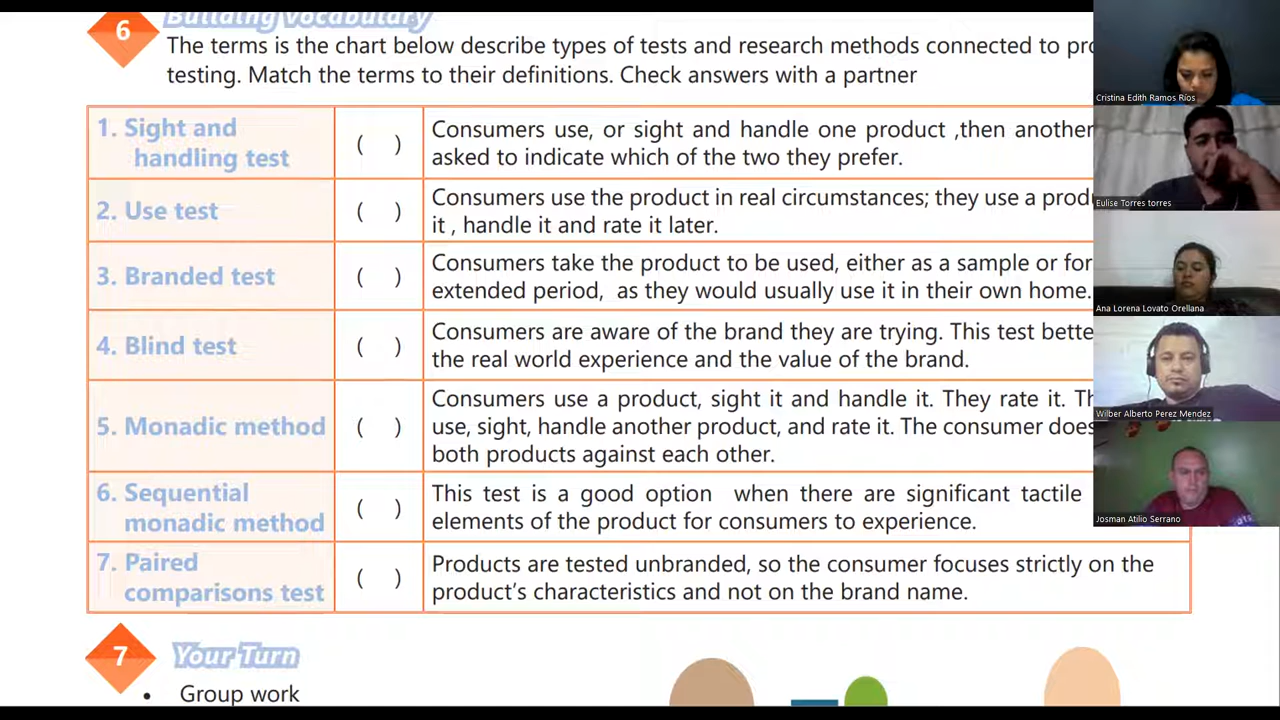 6
Building Vocabulary
The terms is the chart below describe types of tests and research methods connected to
testing. Match the terms to their definitions. Check answers with a partner
1. Sight and
handling test
( )
Consumers use, or sight and handle one product ,then another
asked to indicate which of the two they prefer.
2. Use test
( )
Consumers use the product in real circumstances; they use a
it , handle it and rate it later.
3. Branded test
( )
Consumers take the product to be used, either as a sample or for
extended period, as they would usually use it in their own home.
4. Blind test
( )
Consumers are aware of the brand they are trying. This test
the real world experience and the value of the brand.
5. Monadic method
( )
Consumers use a product, sight it and handle it. They rate it.
use, sight, handle another product, and rate it. The consumer
both products against each other.
6. Sequential
monadic method
( )
This test is a good option when there are significant tactile
elements of the product for consumers to experience.
7. Paired
comparisons test
( )
Products are tested unbranded, so the consumer focuses strictly on the
product's characteristics and not on the brand name.
7
Your Turn
• Group work
Cristina Edith Ramos Ríos
Eulise Torres torres
Ana Lorena Lovato Orellana
Wilber Alberto Perez Mendez
Josman Atilio Serrano